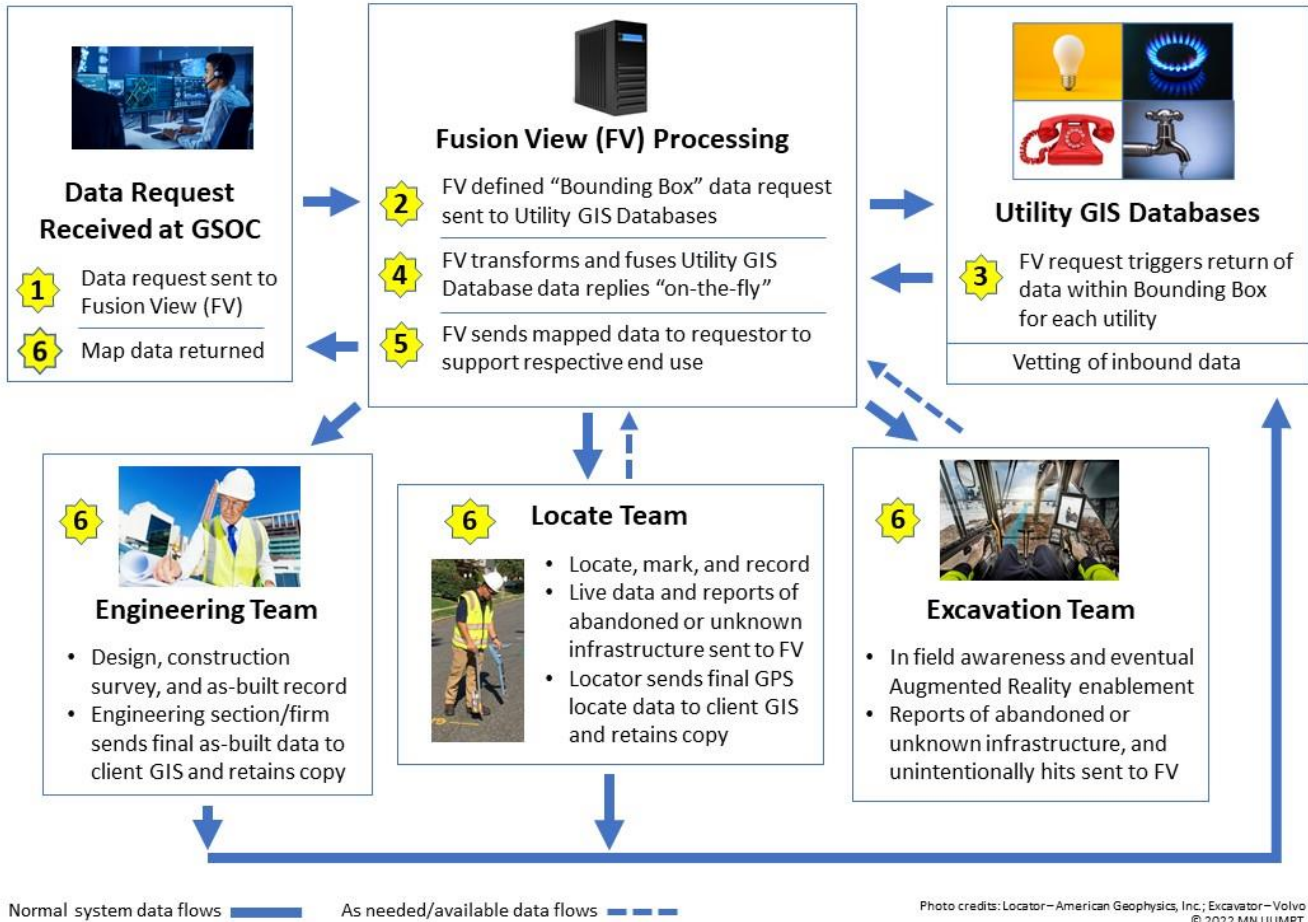 Data Request
Received at GSOC
1
Data request sent to
Fusion View (FV)
6
Map data returned
Fusion View (FV) Processing
2
FV defined “Bounding Box” data request
sent to Utility GIS Databases
4
FV transforms and fuses Utility GIS
Database data replies “on-the-fly”
5
FV sends mapped data to requestor to
support respective end use
Utility GIS Databases
3
FV request triggers return of
data within Bounding Box
for each utility
Vetting of inbound data
6
Engineering Team
• Design, construction
survey, and as-built record
• Engineering section/firm
sends final as-built data to
client GIS and retains copy
6
Locate Team
• Locate, mark, and record
• Live data and reports of
abandoned or unknown
infrastructure sent to FV
• Locator sends final GPS
locate data to client GIS
and retains copy
6
Excavation Team
• In field awareness and eventual
Augmented Reality enablement
• Reports of abandoned or
unknown infrastructure, and
unintentionally hits sent to FV
Normal system data flows
As needed/available data flows
Photo credits: Locator – American Geophysics, Inc.; Excavator – Volvo
© 2022 MN UUMPT